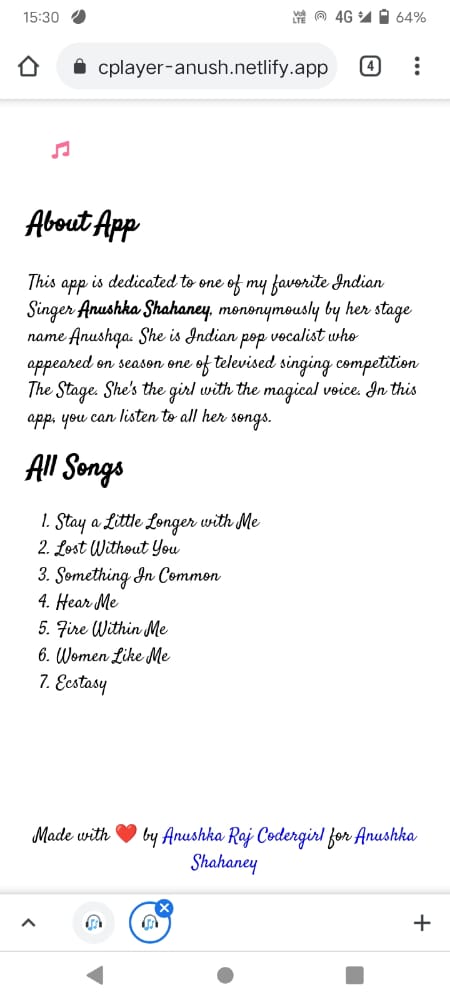 15:30 Vo) LTE 4G 64%
cplayer-anush.netlify.app 4
About App
This app is dedicated to one of my favorite Indian
Singer Anushka Shahaney, mononymously by her stage
name Anushqa. She is Indian pop vocalist who
appeared on season one of televised singing competition
The Stage. She's the girl with the magical voice. In this
app, you can listen to all her songs.
All Songs
1. Stay a Little Longer with Me
2. Lost Without You
3. Something In Common
4. Hear Me
5. Fire Within Me
6. Women Like Me
7. Ecstasy
Made with ❤️ by Anushka Raj Codergirl for Anushka
Shahaney